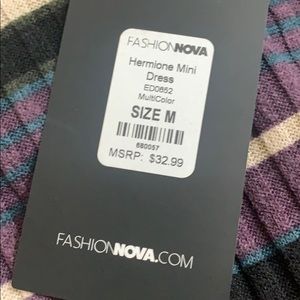 FASHIONNOVA
Hermione Mini
Dress
ED0852
MultiColor
SIZE M
680057
MSRP: $32.99
FASHIONNOVA.COM